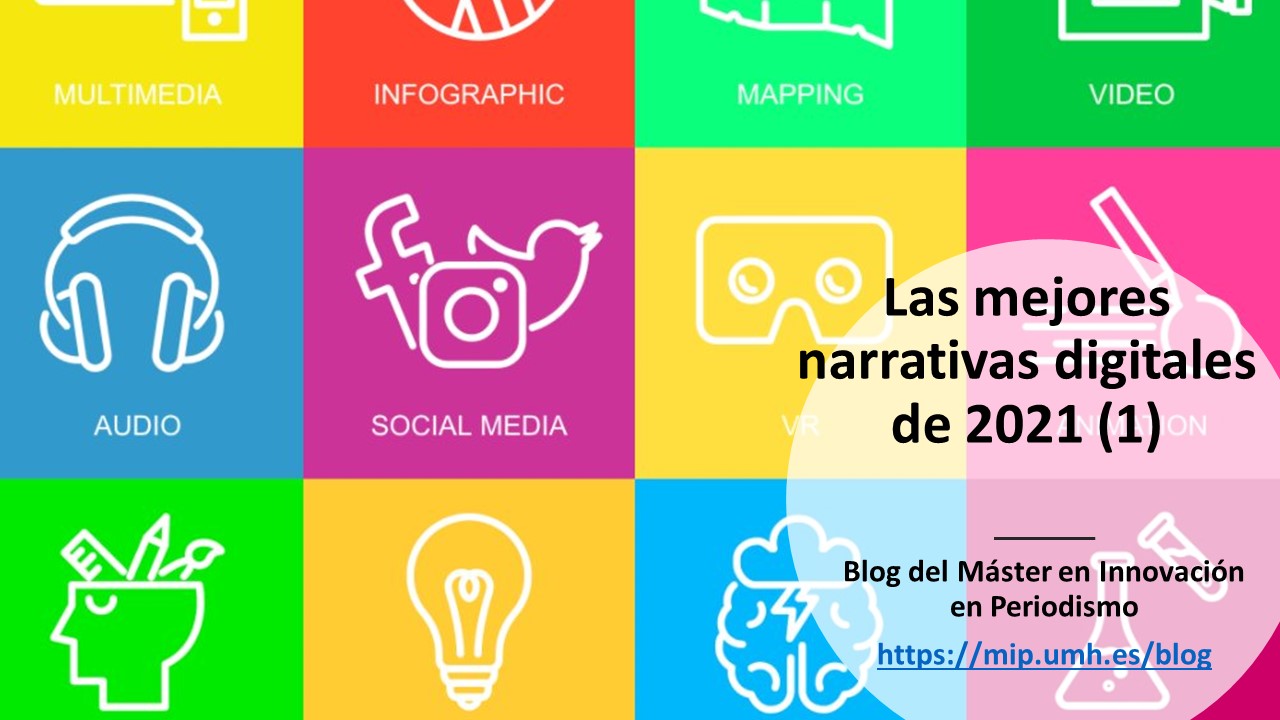 MULTIMEDIA
INFOGRAPHIC
MAPPING
VIDEO
AUDIO
SOCIAL MEDIA
VR
ANIMATION
Las mejores
narrativas digitales
de 2021 (1)
Blog del Máster en Innovación
en Periodismo
https://mip.umh.es/blog